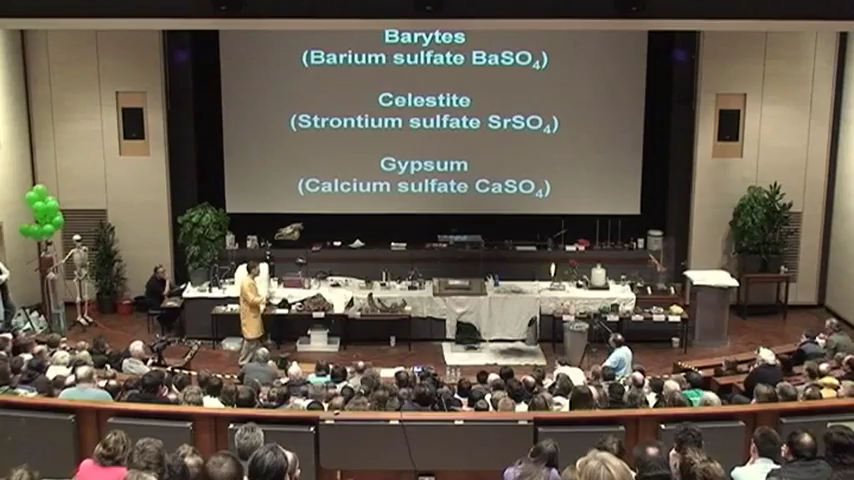 Barytes
(Barium sulfate BaSO₄)
Celestite
(Strontium sulfate SrSO₄)
Gypsum
(Calcium sulfate CaSO₄)